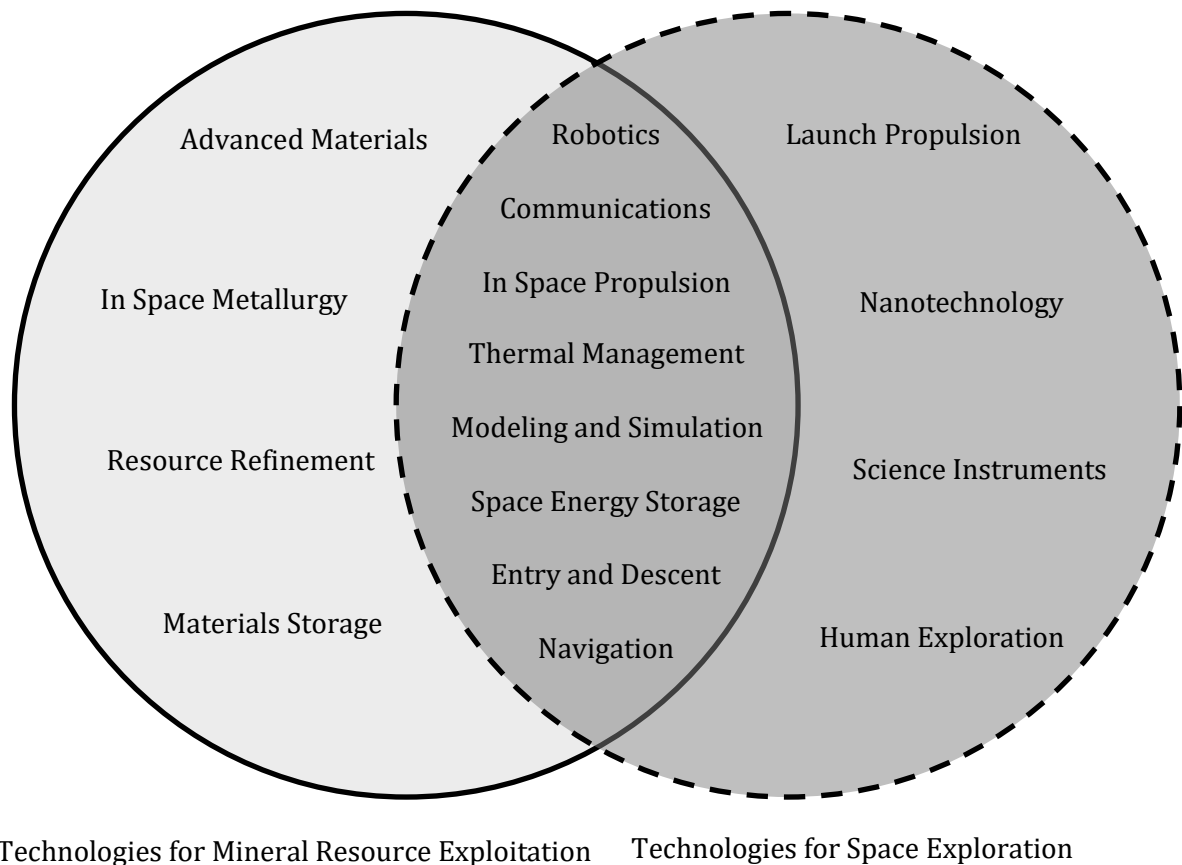 Advanced Materials
In Space Metallurgy
Resource Refinement
Materials Storage
Robotics
Communications
In Space Propulsion
Thermal Management
Modeling and Simulation
Space Energy Storage
Entry and Descent
Navigation
Launch Propulsion
Nanotechnology
Science Instruments
Human Exploration
Technologies for Mineral Resource Exploitation
Technologies for Space Exploration